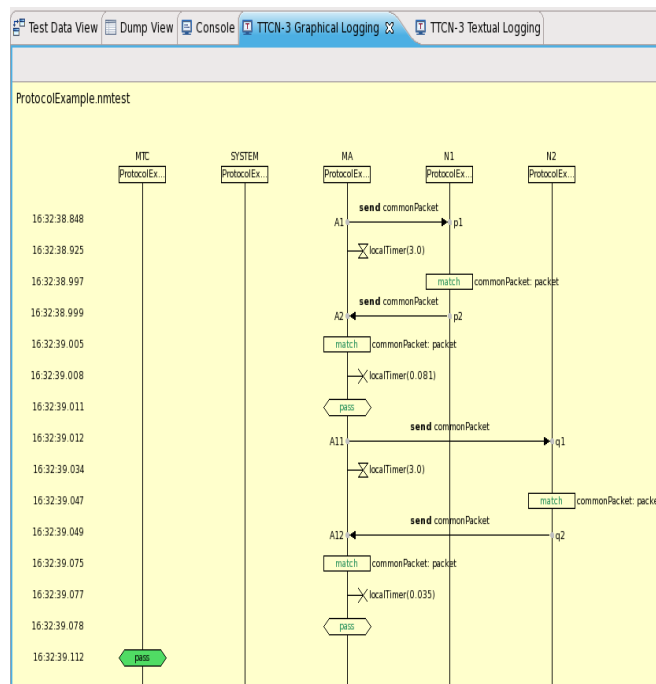 Test Data View Dump View Console TTCN-3 Graphical Logging TTCN-3 Textual Logging
ProtocolExample.nmtest
MTC SYSTEM MA N1 N2
ProtocolEx... ProtocolEx... ProtocolEx... ProtocolEx... ProtocolEx...
send commonPacket
16:32:38.848 A1 p1
16:32:38.925 localTimer(3.0)
16:32:38.997 match commonPacket: packet
send commonPacket
16:32:38.999 A2 p2
16:32:39.005 match commonPacket: packet
16:32:39.008 localTimer(0.081)
16:32:39.011 pass
send commonPacket
16:32:39.012 A11 q1
16:32:39.034 localTimer(3.0)
16:32:39.047 match commonPacket: packe
send commonPacket
16:32:39.049 A12 q2
16:32:39.075 match commonPacket: packet
16:32:39.077 localTimer(0.035)
16:32:39.078 pass
16:32:39.112 pass